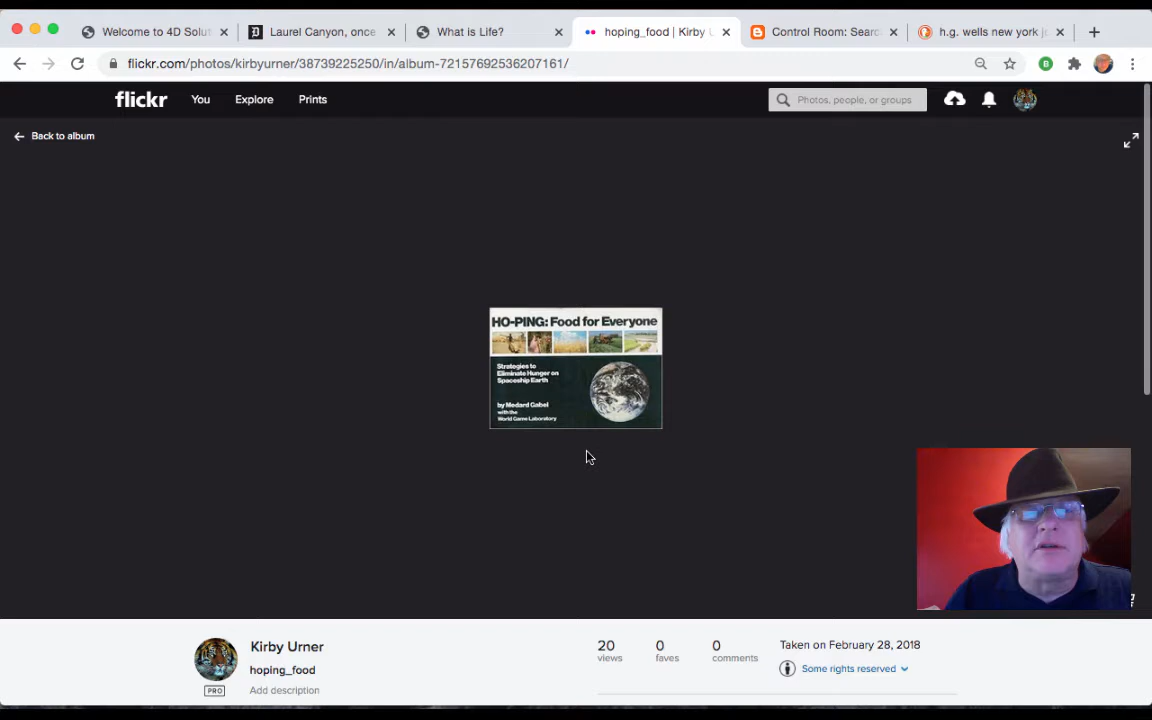 Welcome to 4D Solut
Laurel Canyon, once
What is Life?
hoping_food | Kirby U
Control Room: Searc
h.g. wells new york jo
flickr.com/photos/kirbyurner/38739225250/in/album-72157692536207161/
flickr
You
Explore
Prints
Photos, people, or groups
Back to album
HO-PING: Food for Everyone
Strategies to
Eliminate Hunger on
Spaceship Earth
by Medard Gabel
with the
World Game Laboratory
Kirby Urner
hoping_food
PRO
Add description
20
views
0
faves
0
comments
Taken on February 28, 2018
Some rights reserved